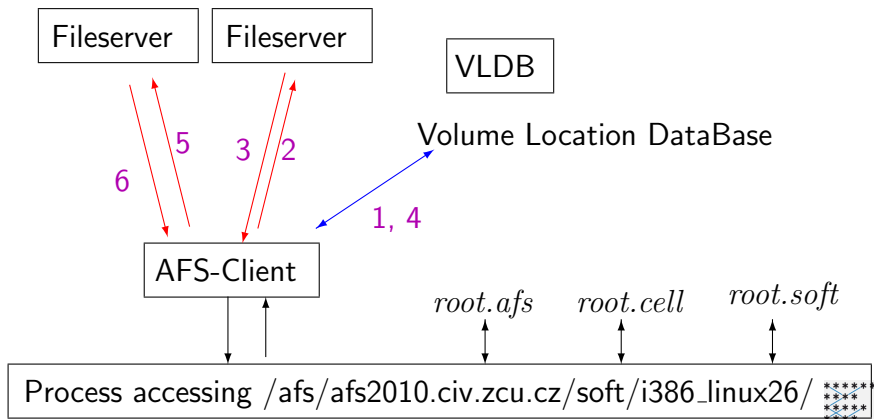 Fileserver Fileserver
VLDB
Volume Location DataBase
5 3 2
6
1, 4
AFS-Client
root.afs root.cell root.soft
Process accessing /afs/afs2010.civ.zcu.cz/soft/i386_linux26/